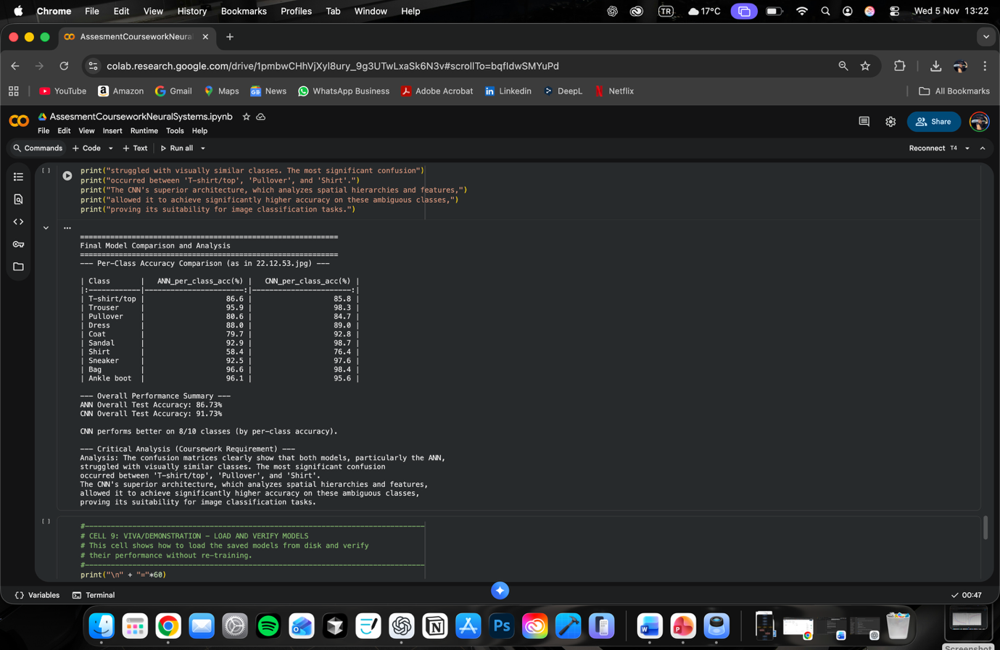 Chrome File Edit View History Bookmarks Profiles Tab Window Help TR 17°C Wed 5 Nov 13:22
AssesmentCourseworkNeural
colab.research.google.com/drive/1pmbwCHhVjXyl8ury_9g3UTwLxaSk6N3v#scrollTo=bqfIdwSMYuPd
YouTube Amazon Gmail Maps News WhatsApp Business Adobe Acrobat Linkedin DeepL Netflix All Bookmarks
AssesmentCourseworkNeuralSystems.ipynb
File Edit View Insert Runtime Tools Help
Share
Commands + Code + Text Run all Reconnect T4
[ ] print("struggled with visually similar classes. The most significant confusion")
print("occurred between 'T-shirt/top', 'Pullover', and 'Shirt'.")
print("The CNN's superior architecture, which analyzes spatial hierarchies and features,")
print("allowed it to achieve significantly higher accuracy on these ambiguous classes,")
print("proving its suitability for image classification tasks.")
...
============================================================
Final Model Comparison and Analysis
============================================================
--- Per-Class Accuracy Comparison (as in 22.12.53.jpg) ---
| Class | ANN_per_class_acc(%) | CNN_per_class_acc(%) |
|:------------|-----------------------:|-----------------------:|
| T-shirt/top | 86.6 | 85.8 |
| Trouser | 95.9 | 98.3 |
| Pullover | 80.6 | 84.7 |
| Dress | 88.0 | 89.0 |
| Coat | 79.7 | 92.8 |
| Sandal | 92.9 | 98.7 |
| Shirt | 58.4 | 76.4 |
| Sneaker | 92.5 | 97.6 |
| Bag | 96.6 | 98.4 |
| Ankle boot | 96.1 | 95.6 |
--- Overall Performance Summary ---
ANN Overall Test Accuracy: 86.73%
CNN Overall Test Accuracy: 91.73%
CNN performs better on 8/10 classes (by per-class accuracy).
--- Critical Analysis (Coursework Requirement) ---
Analysis: The confusion matrices clearly show that both models, particularly the ANN,
struggled with visually similar classes. The most significant confusion
occurred between 'T-shirt/top', 'Pullover', and 'Shirt'.
The CNN's superior architecture, which analyzes spatial hierarchies and features,
allowed it to achieve significantly higher accuracy on these ambiguous classes,
proving its suitability for image classification tasks.
[ ] #-------------------------------------------------------------------------------
# CELL 9: VIVA/DEMONSTRATION - LOAD AND VERIFY MODELS
# This cell shows how to load the saved models from disk and verify
# their performance without re-training.
#-------------------------------------------------------------------------------
print("\n" + "="*60)
{} Variables Terminal 00:47
Ps
Screenshot